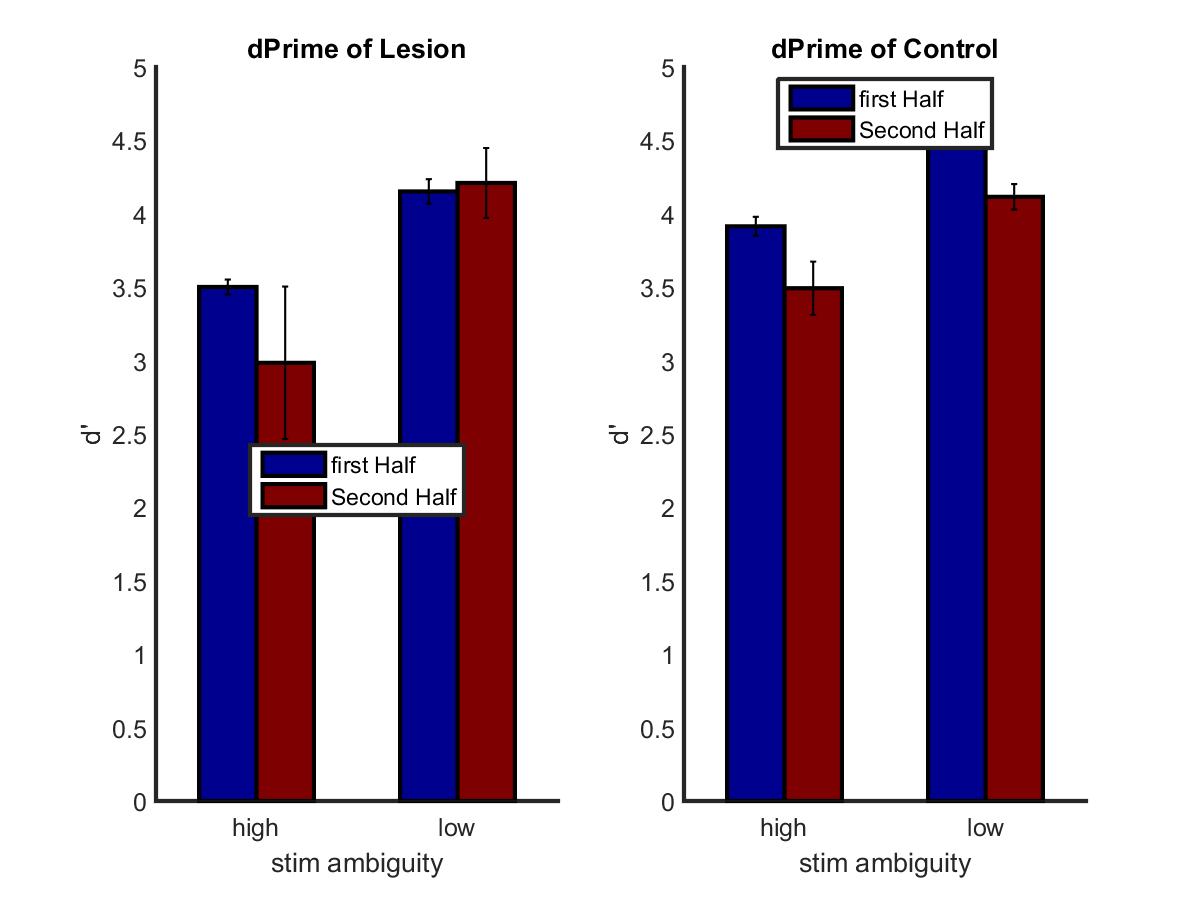 dPrime of Lesion
5
4.5
4
3.5
3
2.5
2
1.5
1
0.5
0
d'
first Half
Second Half
high
low
stim ambiguity
dPrime of Control
5
4.5
4
3.5
3
2.5
2
1.5
1
0.5
0
d'
first Half
Second Half
high
low
stim ambiguity